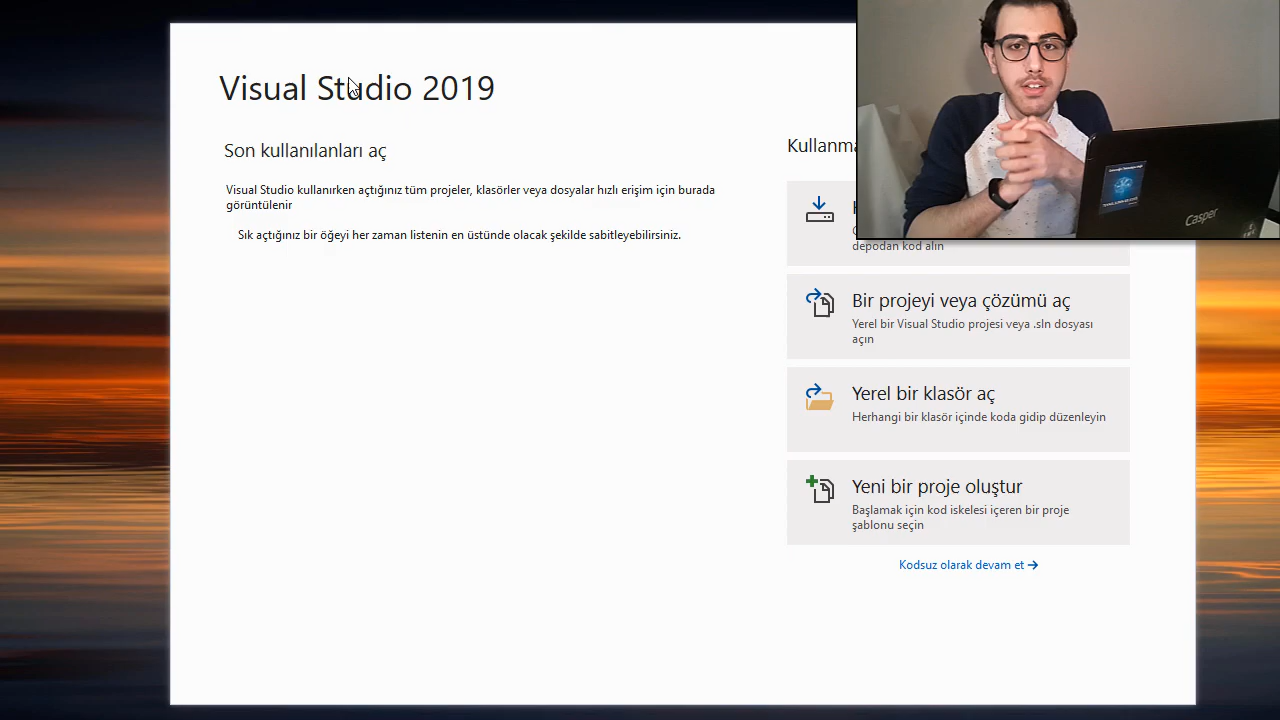 Visual Studio 2019
Son kullanılanları aç
Visual Studio kullanırken açtığınız tüm projeler, klasörler veya dosyalar hızlı erişim için burada
görüntülenir
Sık açtığınız bir öğeyi her zaman listenin en üstünde olacak şekilde sabitleyebilirsiniz.
depodan kod alın
Bir projeyi veya çözümü aç
Yerel bir Visual Studio projesi veya .sln dosyası
açın
Yerel bir klasör aç
Herhangi bir klasör içinde koda gidip düzenleyin
Yeni bir proje oluştur
Başlamak için kod iskelesi içeren bir proje
şablonu seçin
Kodsuz olarak devam et →
Casper